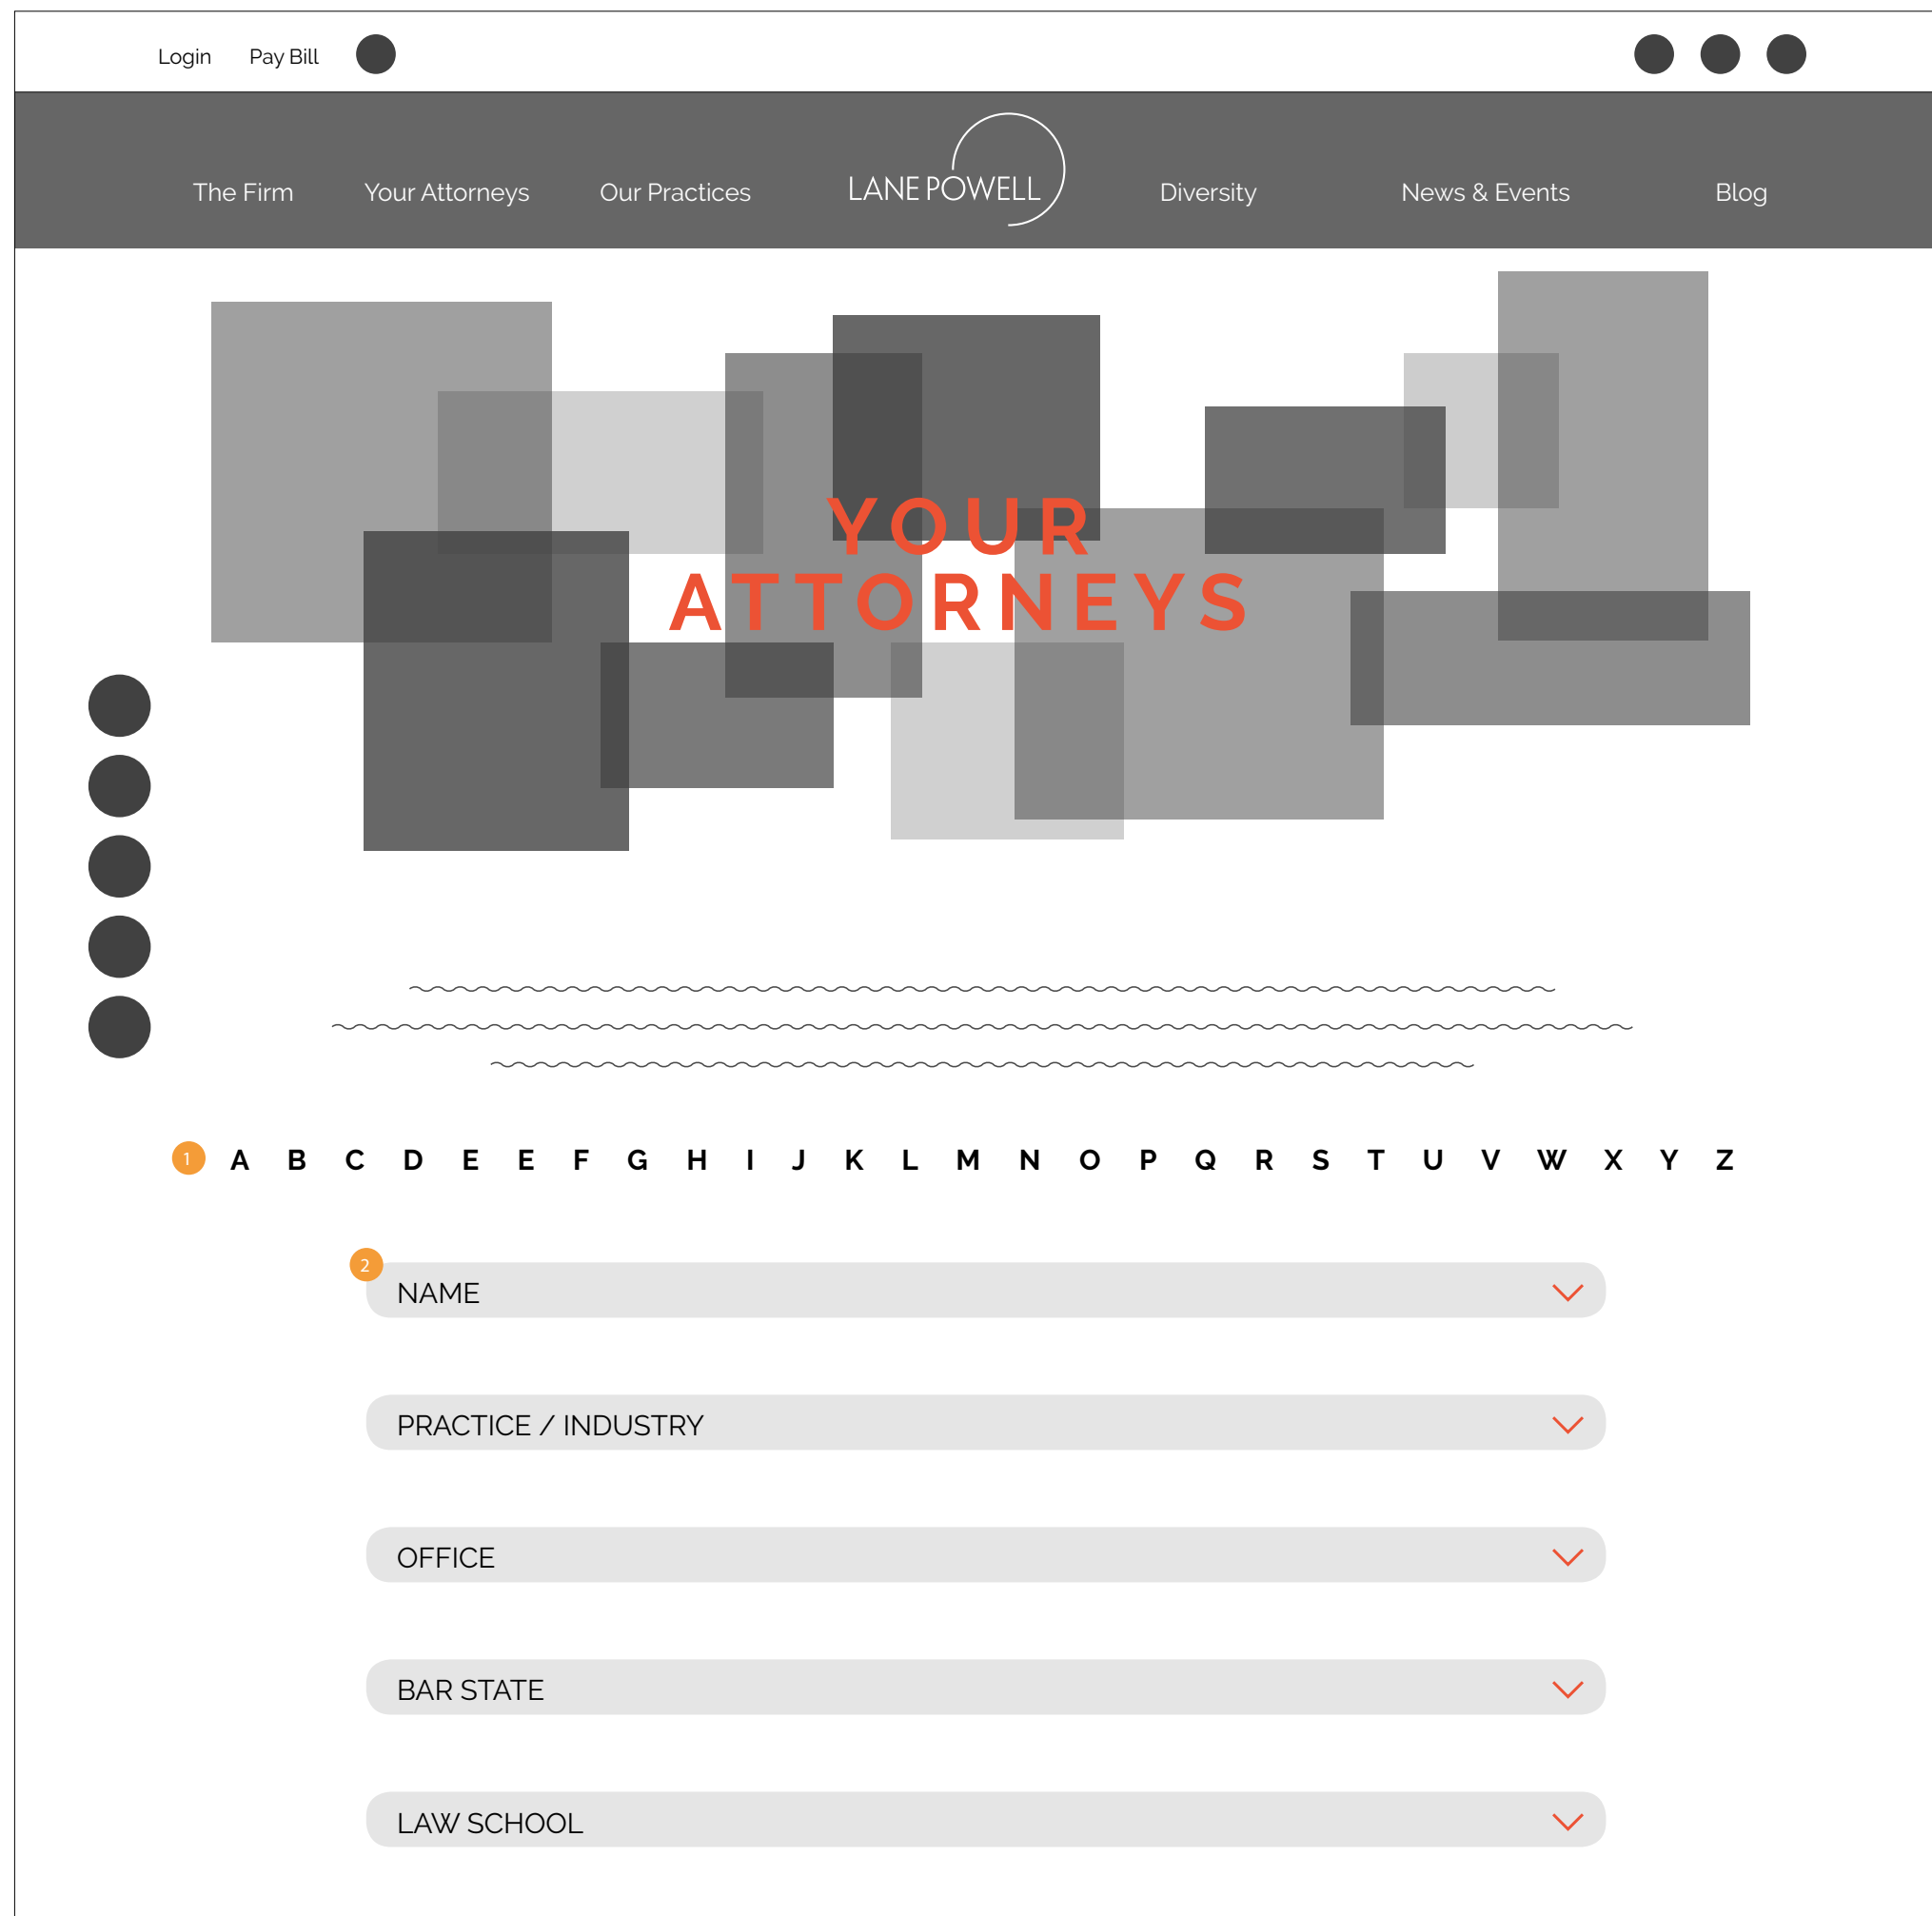 Login Pay Bill
The Firm Your Attorneys Our Practices LANE POWELL Diversity News & Events Blog
YOUR
ATTORNEYS
1 A B C D E E F G H I J K L M N O P Q R S T U V W X Y Z
2
NAME
PRACTICE / INDUSTRY
OFFICE
BAR STATE
LAW SCHOOL